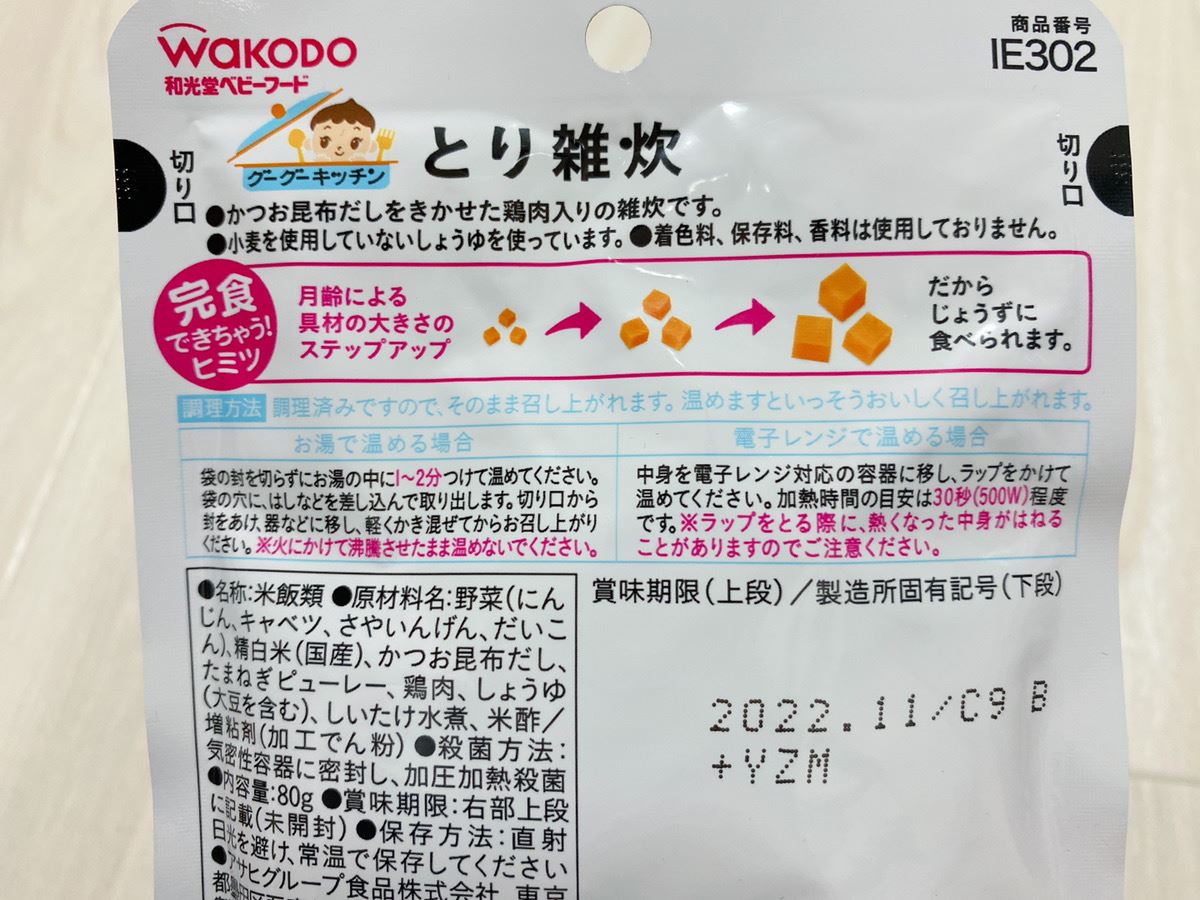 WAKODO
和光堂ベビーフード
商品番号
IE302
グーグーキッチン
とり雑炊
切り口
切り口
●かつお昆布だしをきかせた鶏肉入りの雑炊です。
●小麦を使用していないしょうゆを使っています。●着色料、保存料、香料は使用しておりません。
完食
できちゃう!
ヒミツ
月齢による
具材の大きさの
ステップアップ
だから
じょうずに
食べられます。
調理方法 調理済みですので、そのまま召し上がれます。温めますといっそうおいしく召し上がれます。
お湯で温める場合
袋の封を切らずにお湯の中に1〜2分つけて温めてください。
袋の穴に、はしなどを差し込んで取り出します。切り口から
封をあけ、器などに移し、軽くかき混ぜてからお召し上がり
ください。※火にかけて沸騰させたまま温めないでください。
電子レンジで温める場合
中身を電子レンジ対応の容器に移し、ラップをかけて
温めてください。加熱時間の目安は30秒(500W)程度
です。※ラップをとる際に、熱くなった中身がはねる
ことがありますのでご注意ください。
●名称:米飯類 ●原材料名:野菜(にん
じん、キャベツ、さやいんげん、だいこ
ん)、精白米(国産)、かつお昆布だし、
たまねぎピューレー、鶏肉、しょうゆ
(大豆を含む)、しいたけ水煮、米酢/
増粘剤(加工でん粉) ●殺菌方法:
気密性容器に密封し、加圧加熱殺菌
●内容量:80g ●賞味期限:右部上段
に記載(未開封) ●保存方法:直射
日光を避け、常温で保存してください
●アサヒグループ食品株式会社 東京
賞味期限(上段)/製造所固有記号(下段)
2022.11/C9 B
+YZM